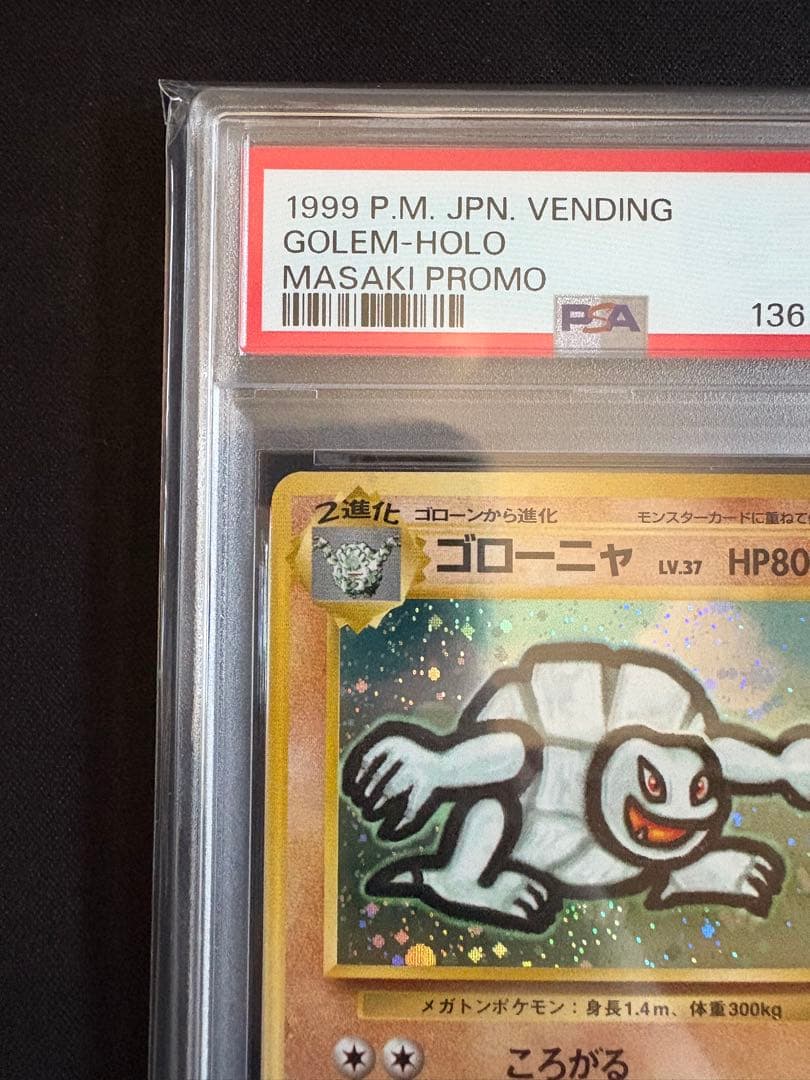 1999 P.M. JPN. VENDING
GOLEM-HOLO
MASAKI PROMO
PSA
136
2進化 ゴローンから進化 モンスターカードに重ねて
ゴローニャ LV.37 HP80
メガトンポケモン：身長1.4m、体重300kg
ころがる